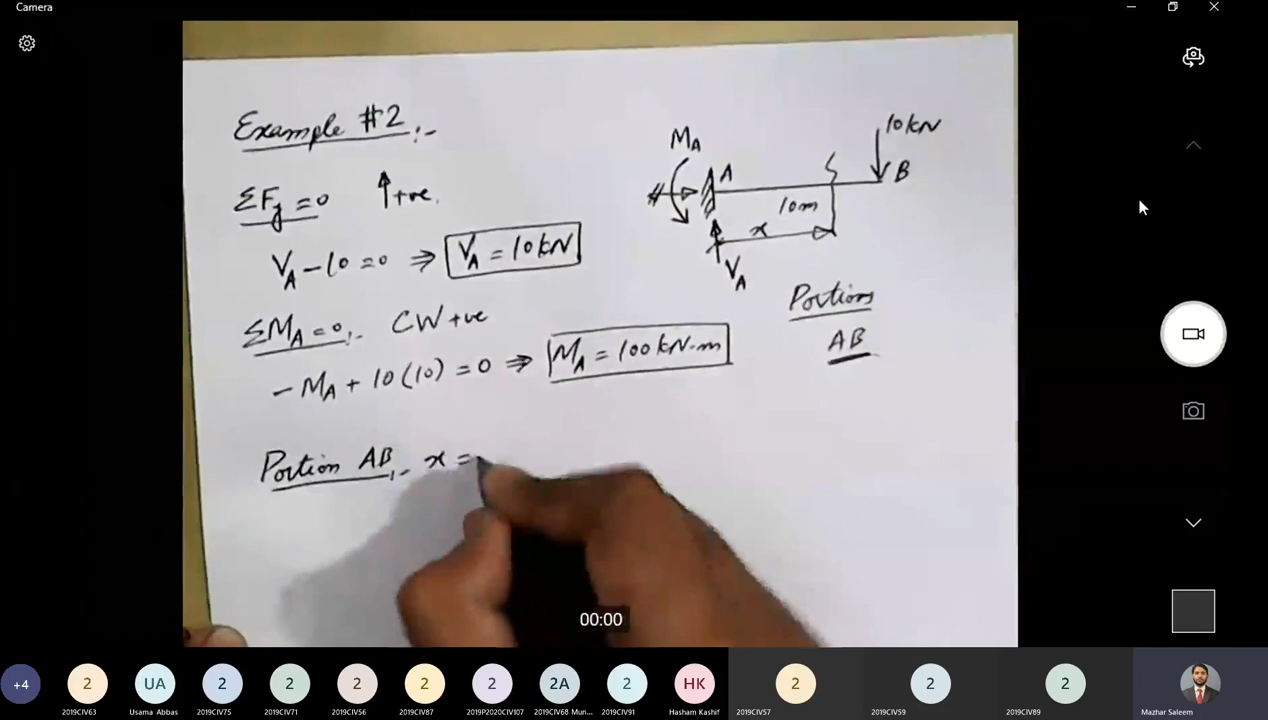 Camera
Example #2:-
ΣFy = 0 ↑+ve.
VA - 10 = 0 ⇒ VA = 10 kN
ΣMA = 0:- CW +ve
- MA + 10 (10) = 0 ⇒ MA = 100 kN-m
Portion AB:- x =
MA
A
10 kN
B
10m
x
VA
Portions
AB
00:00
+4
2
2019CIV63
UA
Usama Abbas
2
2019CIV75
2
2019CIV71
2
2019CIV56
2
2019CIV87
2
2019P2020CIV107
2A
2019CIV68 Mun...
2
2019CIV91
HK
Hasham Kashif
2
2019CIV57
2
2019CIV59
2
2019CIV89
Mazhar Saleem